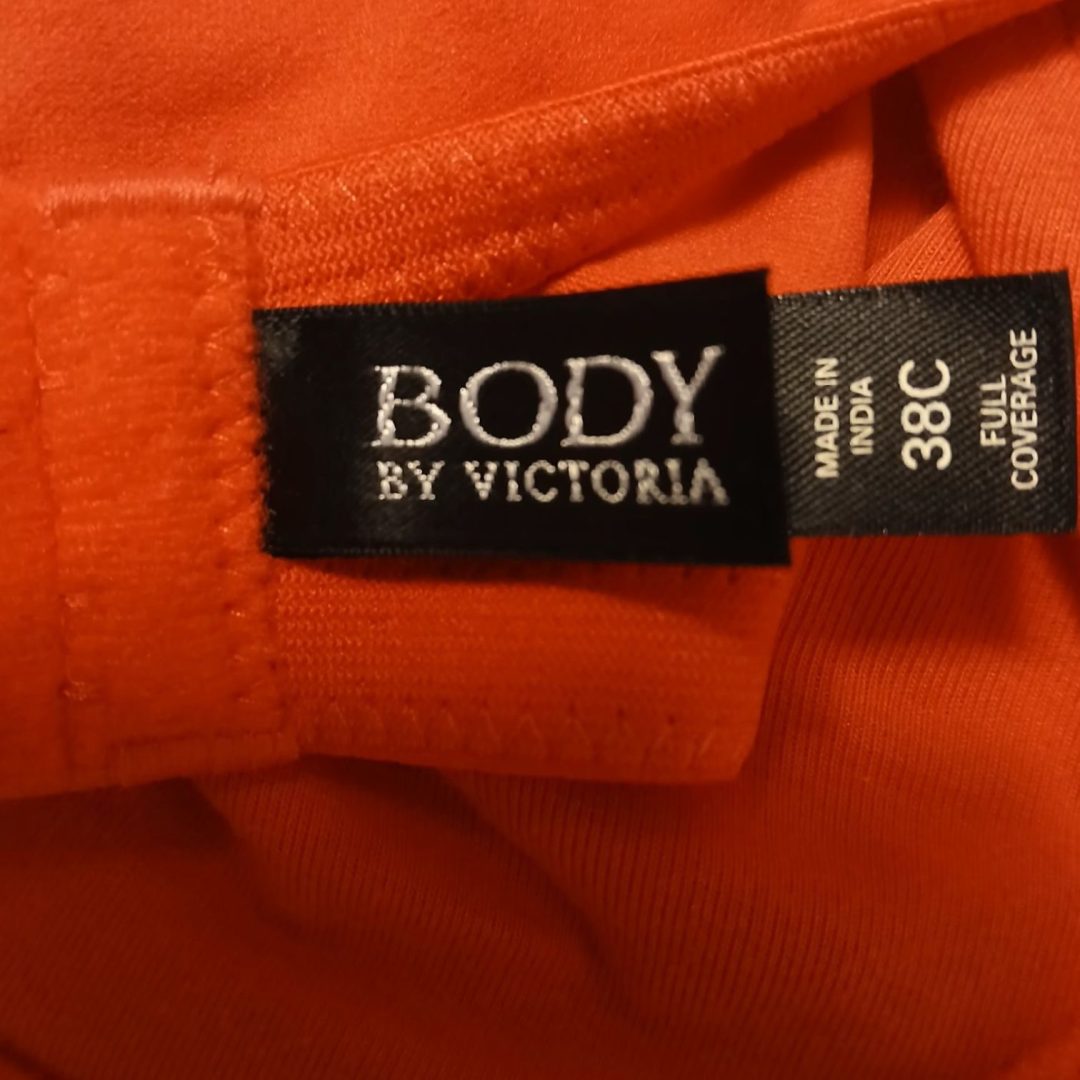 BODY
BY VICTORIA
MADE IN
INDIA
38C
FULL
COVERAGE